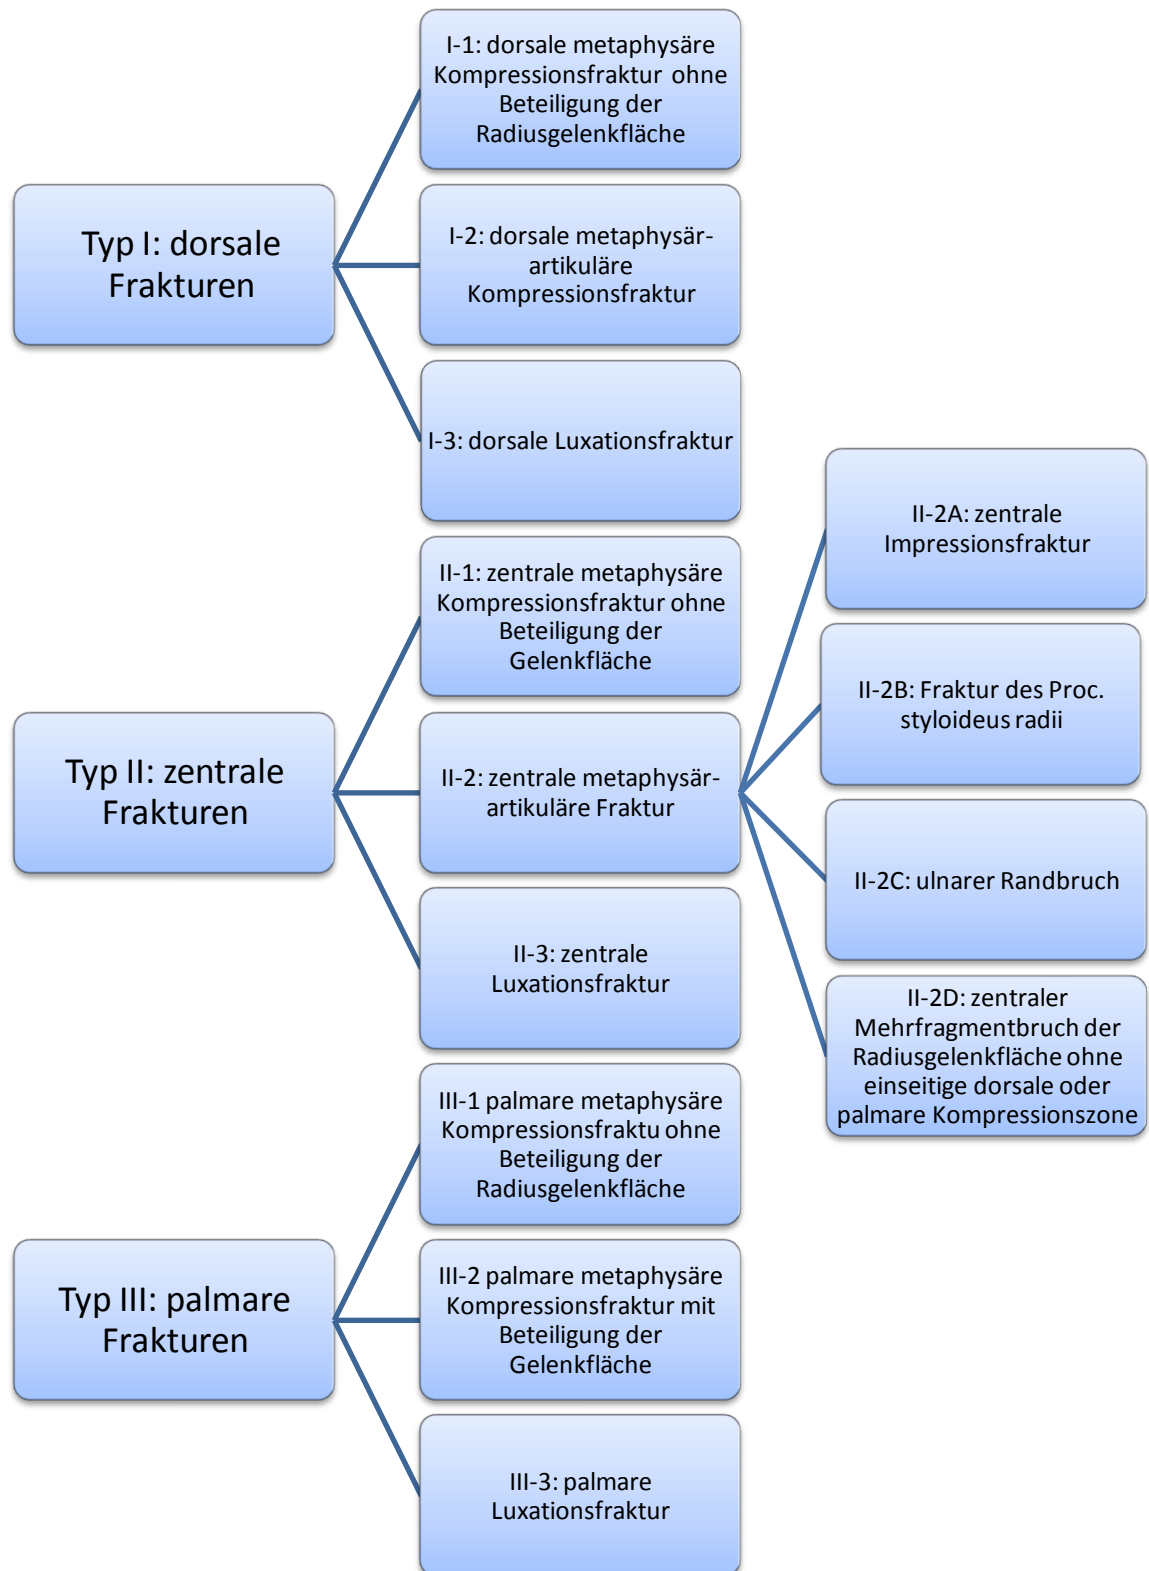 Typ I: dorsale
Frakturen
I-1: dorsale metaphysäre
Kompressionsfraktur ohne
Beteiligung der
Radiusgelenkfläche
I-2: dorsale metaphysär-
artikuläre
Kompressionsfraktur
I-3: dorsale Luxationsfraktur
Typ II: zentrale
Frakturen
II-1: zentrale metaphysäre
Kompressionsfraktur ohne
Beteiligung der
Gelenkfläche
II-2: zentrale metaphysär-
artikuläre Fraktur
II-2A: zentrale
Impressionsfraktur
II-2B: Fraktur des Proc.
styloideus radii
II-2C: ulnarer Randbruch
II-2D: zentraler
Mehrfragmentbruch der
Radiusgelenkfläche ohne
einseitige dorsale oder
palmare Kompressionszone
II-3: zentrale
Luxationsfraktur
Typ III: palmare
Frakturen
III-1 palmare metaphysäre
Kompressionsfraktu ohne
Beteiligung der
Radiusgelenkfläche
III-2 palmare metaphysäre
Kompressionsfraktur mit
Beteiligung der
Gelenkfläche
III-3: palmare
Luxationsfraktur